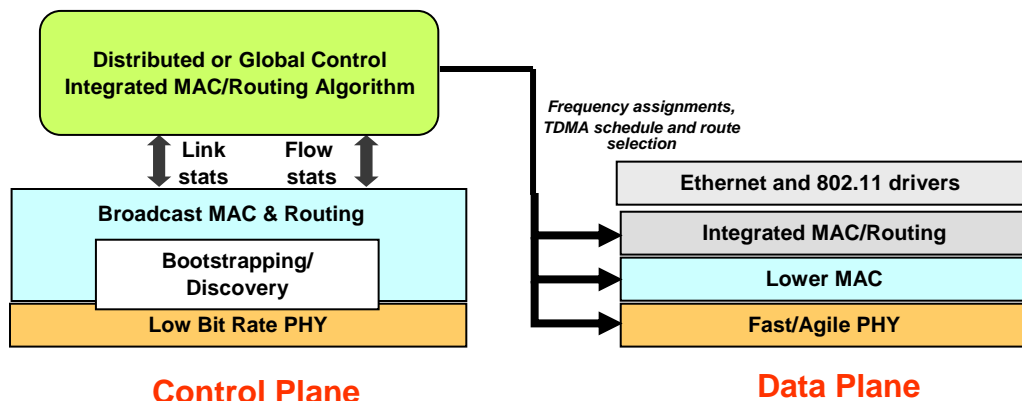 Distributed or Global Control
Integrated MAC/Routing Algorithm
Link
stats
Flow
stats
Broadcast MAC & Routing
Bootstrapping/
Discovery
Low Bit Rate PHY
Control Plane
Frequency assignments,
TDMA schedule and route
selection
Ethernet and 802.11 drivers
Integrated MAC/Routing
Lower MAC
Fast/Agile PHY
Data Plane